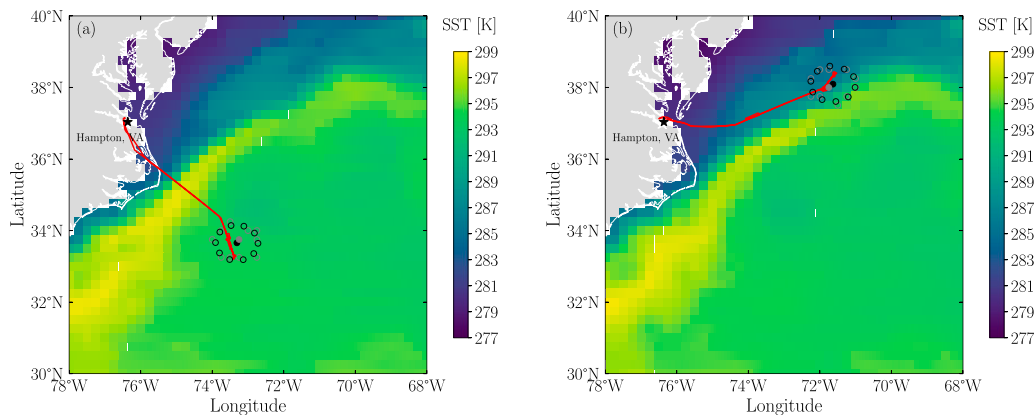 (a)
40°N
38°N
36°N
34°N
32°N
30°N
Latitude
Hampton, VA
78°W 76°W 74°W 72°W 70°W 68°W
Longitude
SST [K]
299
297
295
293
291
289
287
285
283
281
279
277
(b)
40°N
38°N
36°N
34°N
32°N
30°N
Latitude
Hampton, VA
78°W 76°W 74°W 72°W 70°W 68°W
Longitude
SST [K]
299
297
295
293
291
289
287
285
283
281
279
277